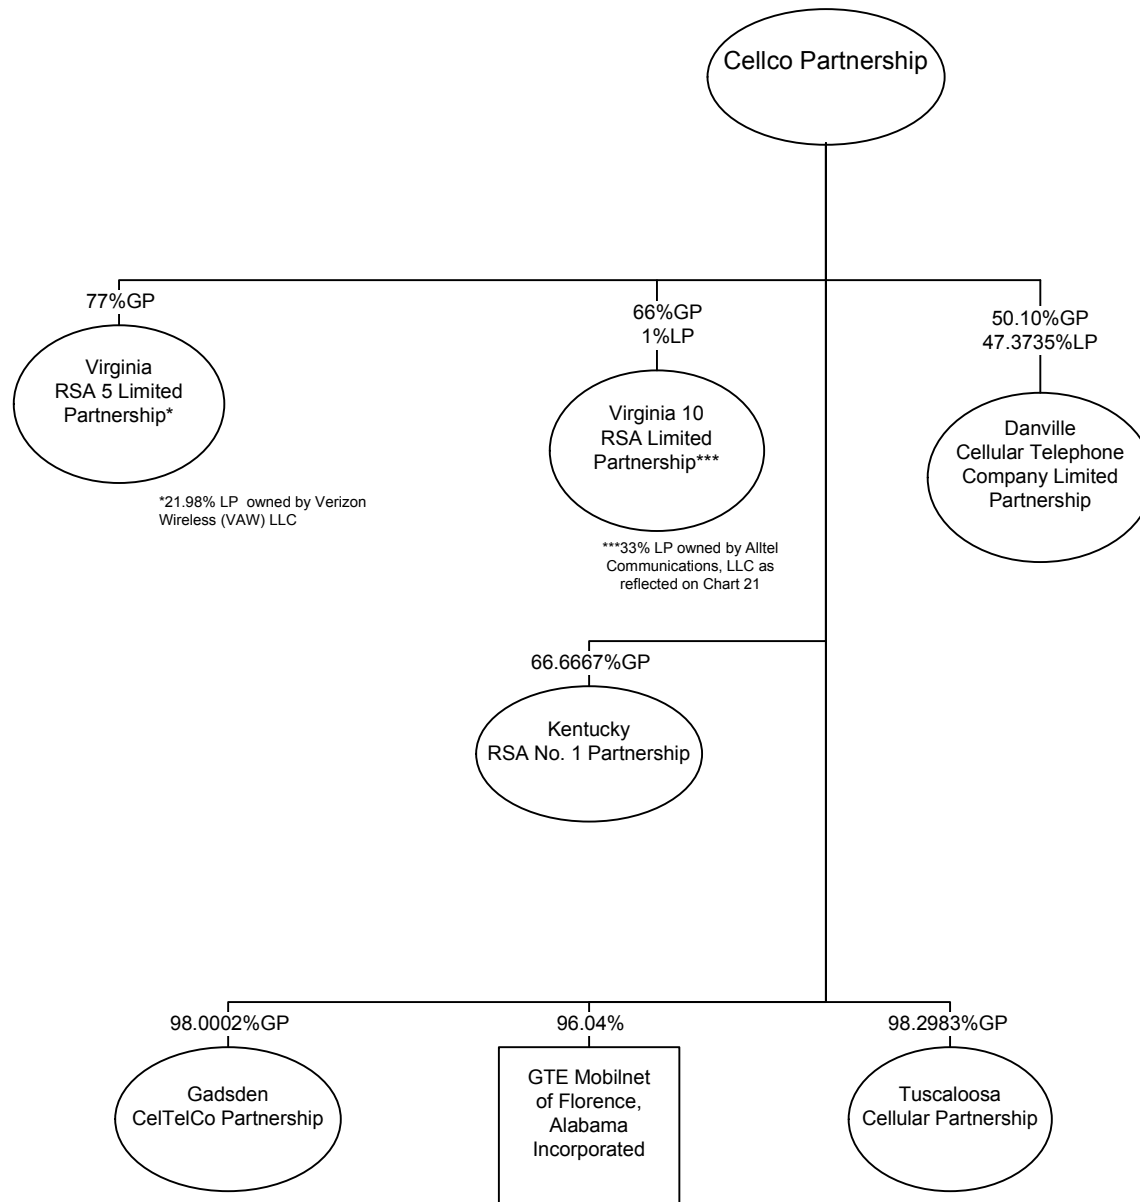 Cellco Partnership
77%GP
66%GP
1%LP
50.10%GP
47.3735%LP
Virginia
RSA 5 Limited
Partnership*
Virginia 10
RSA Limited
Partnership***
Danville
Cellular Telephone
Company Limited
Partnership
*21.98% LP owned by Verizon
Wireless (VAW) LLC
***33% LP owned by Alltel
Communications, LLC as
reflected on Chart 21
66.6667%GP
Kentucky
RSA No. 1 Partnership
98.0002%GP
96.04%
98.2983%GP
Gadsden
CelTelCo Partnership
GTE Mobilnet
of Florence,
Alabama
Incorporated
Tuscaloosa
Cellular Partnership